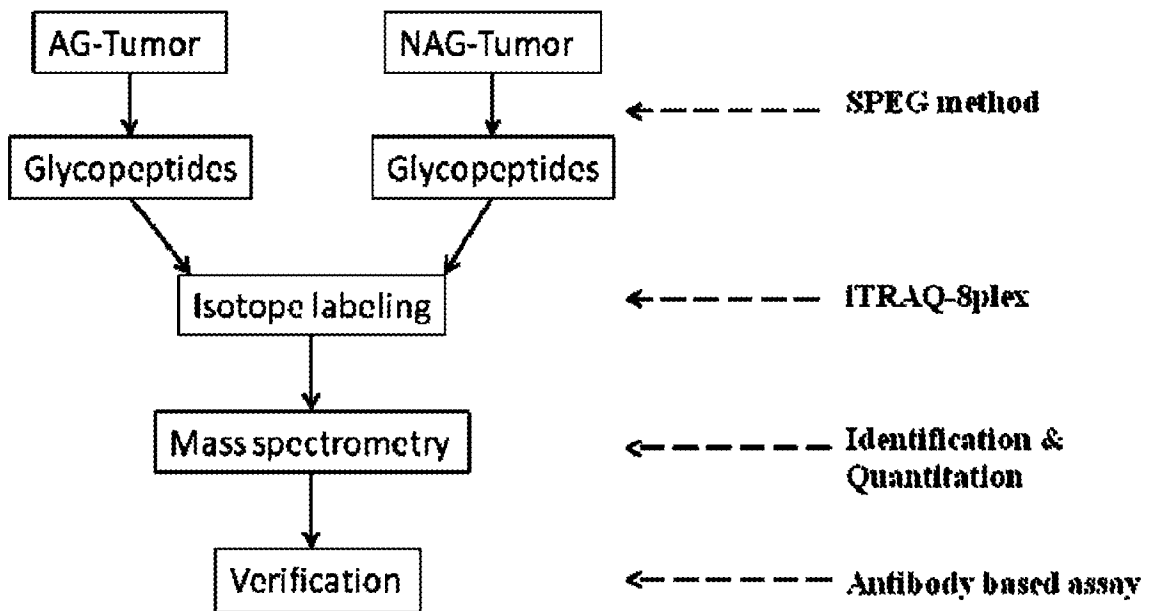 AG-Tumor
NAG-Tumor
SPEG method
Glycopeptides
Glycopeptides
Isotope labeling
iTRAQ-8plex
Mass spectrometry
Identification &
Quantitation
Verification
Antibody based assay